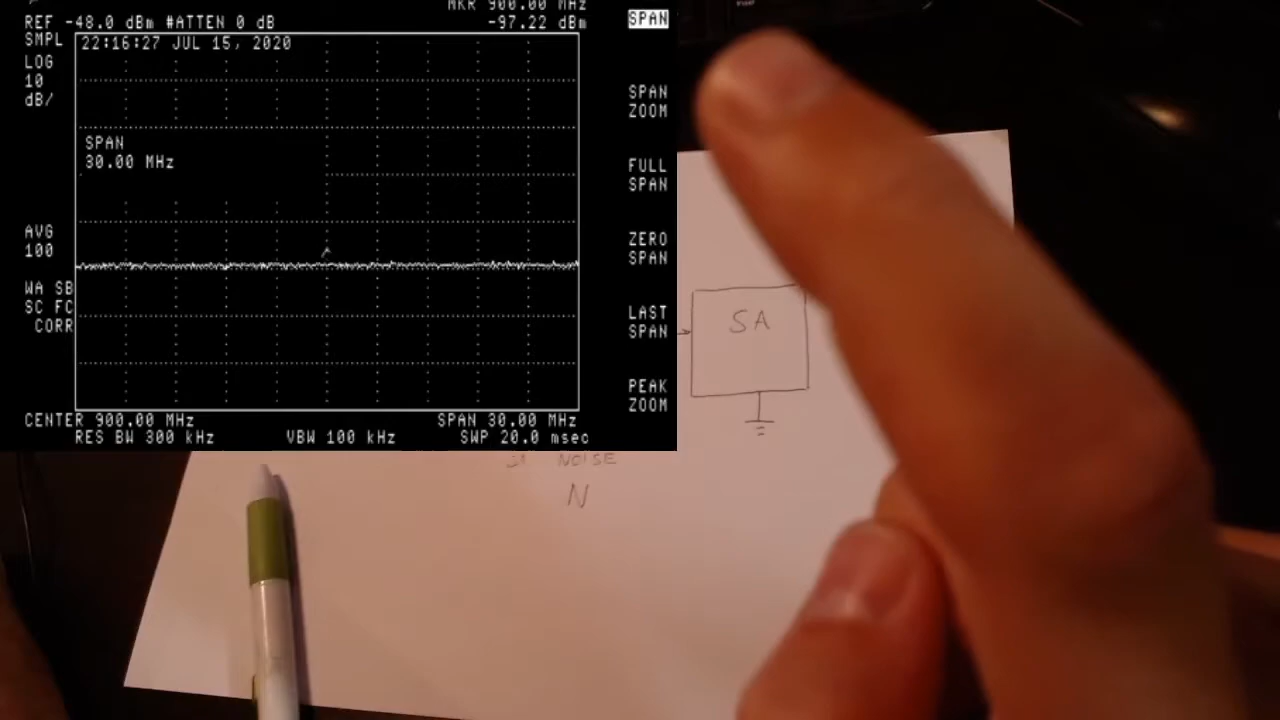 MKR 900.00 MHz
REF -48.0 dBm #ATTEN 0 dB -97.22 dBm
SMPL
LOG
10
dB/
22:16:27 JUL 15, 2020
SPAN
30.00 MHz
AVG
100
WA SB
SC FC
CORR
CENTER 900.00 MHz SPAN 30.00 MHz
RES BW 300 kHz VBW 100 kHz SWP 20.0 msec
SPAN
SPAN
ZOOM
FULL
SPAN
ZERO
SPAN
LAST
SPAN
PEAK
ZOOM
SA
NOISE
N